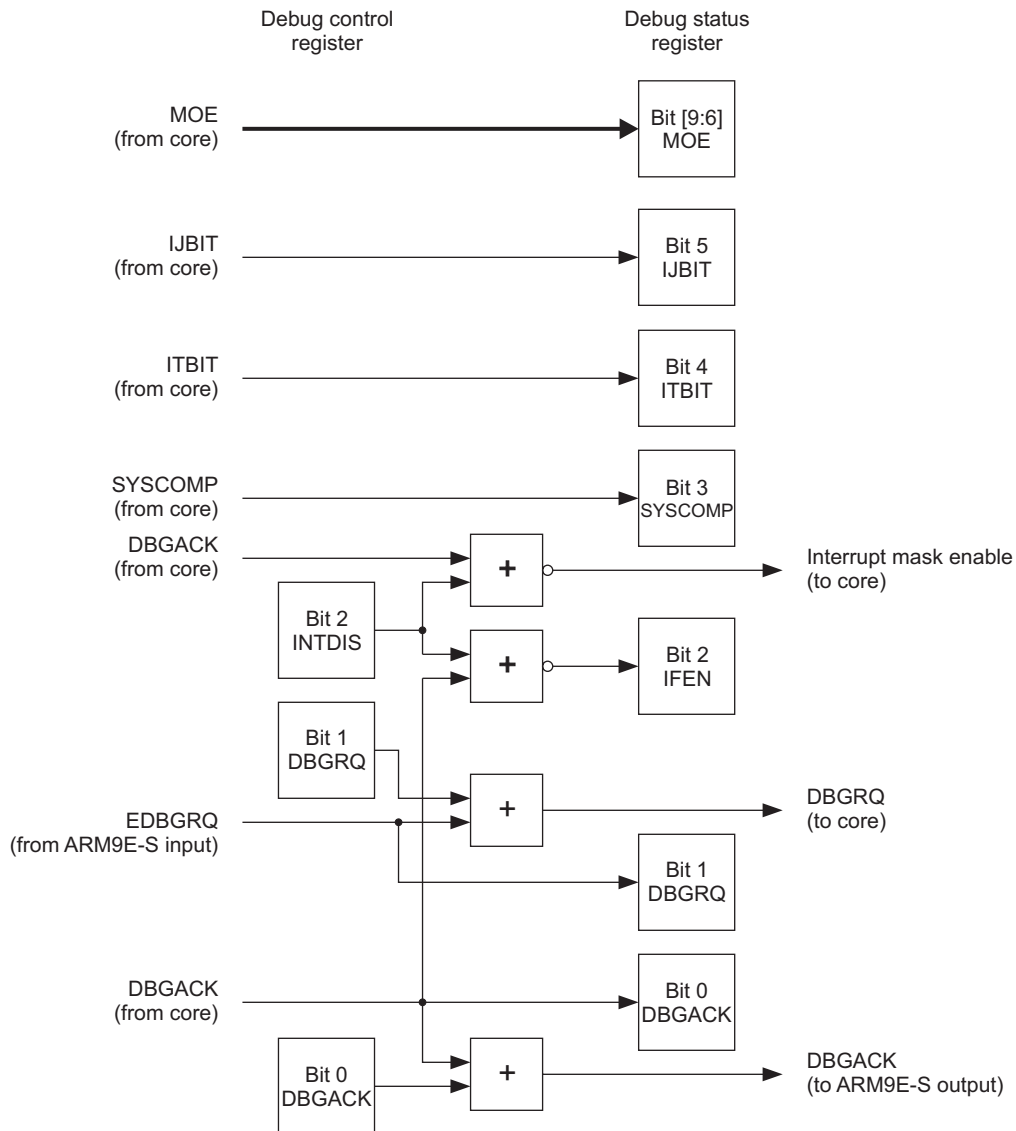 Debug control
register
Debug status
register
MOE
(from core)
Bit [9:6]
MOE
IJBIT
(from core)
Bit 5
IJBIT
ITBIT
(from core)
Bit 4
ITBIT
SYSCOMP
(from core)
Bit 3
SYSCOMP
DBGACK
(from core)
+
Interrupt mask enable
(to core)
Bit 2
INTDIS
+
Bit 2
IFEN
Bit 1
DBGRQ
+
DBGRQ
(to core)
EDBGRQ
(from ARM9E-S input)
Bit 1
DBGRQ
DBGACK
(from core)
Bit 0
DBGACK
Bit 0
DBGACK
+
DBGACK
(to ARM9E-S output)